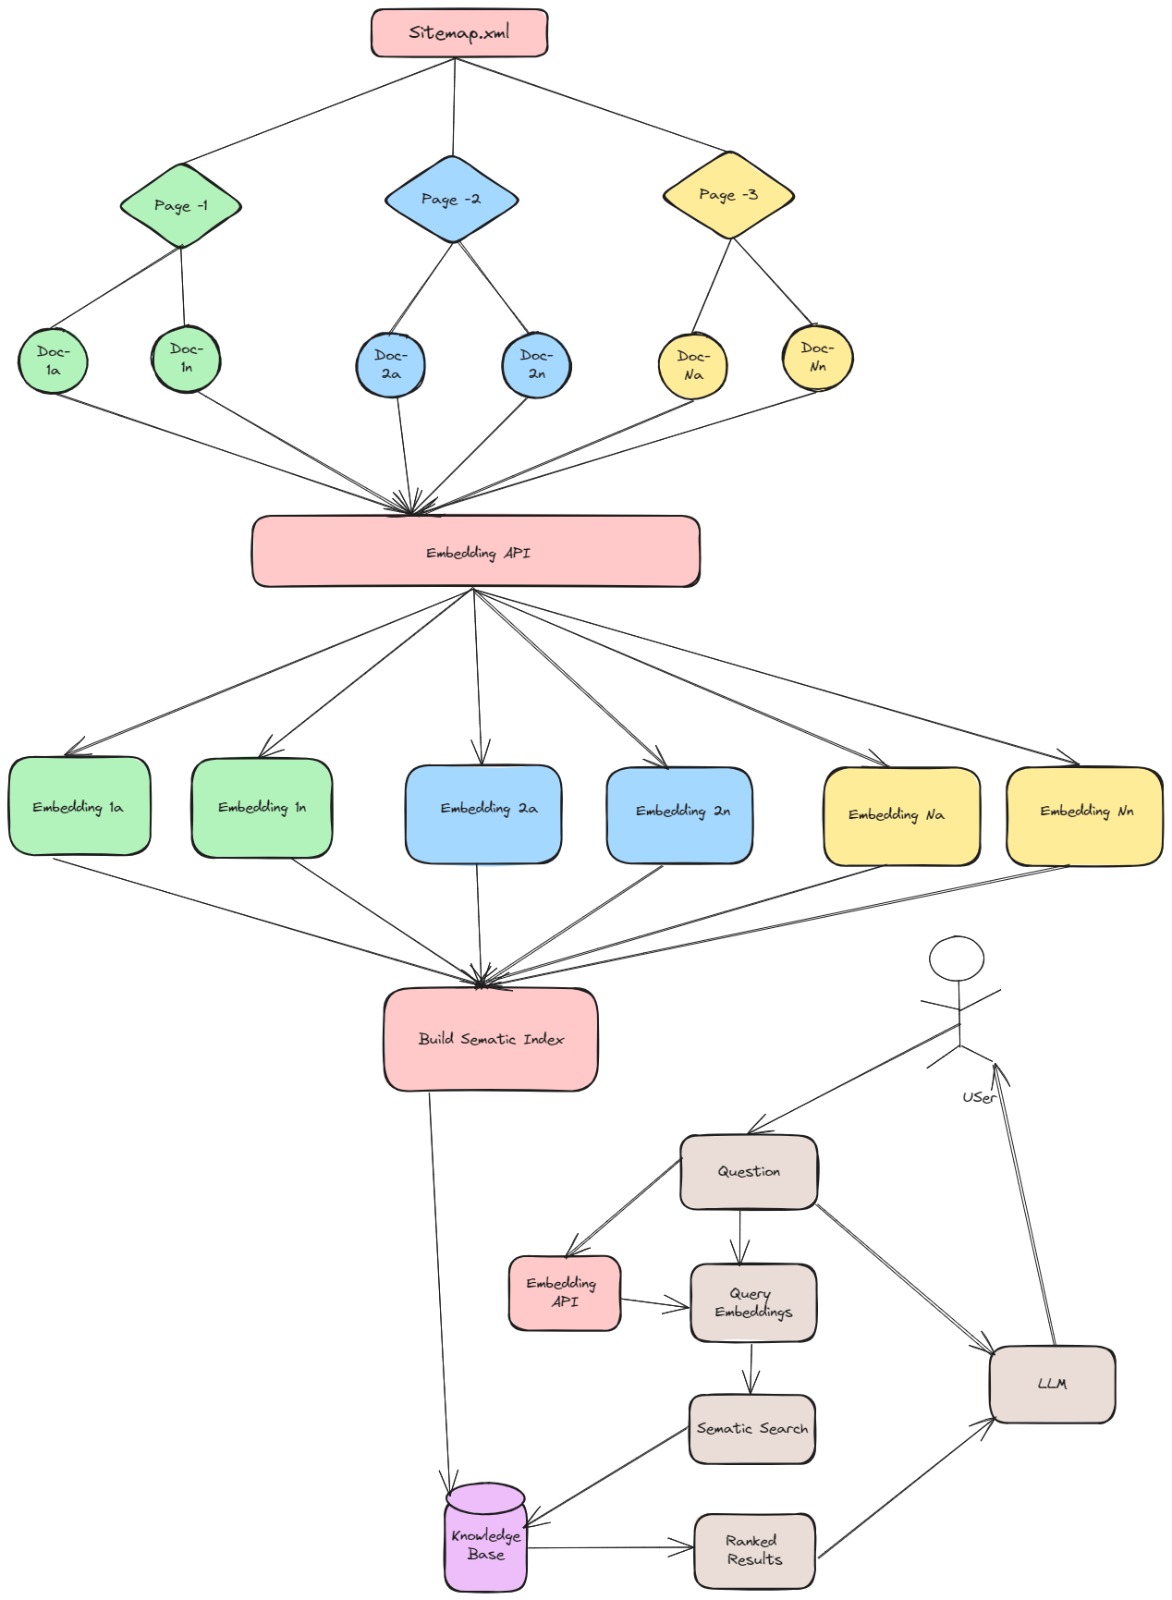 Sitemap.xml
Page -1
Page -2
Page -3
Doc-
1a
Doc-
1n
Doc-
2a
Doc-
2n
Doc-
Na
Doc-
Nn
Embedding API
Embedding 1a
Embedding 1n
Embedding 2a
Embedding 2n
Embedding Na
Embedding Nn
Build Sematic Index
USer
Question
Embedding
API
Query
Embeddings
LLM
Sematic Search
Knowledge
Base
Ranked
Results